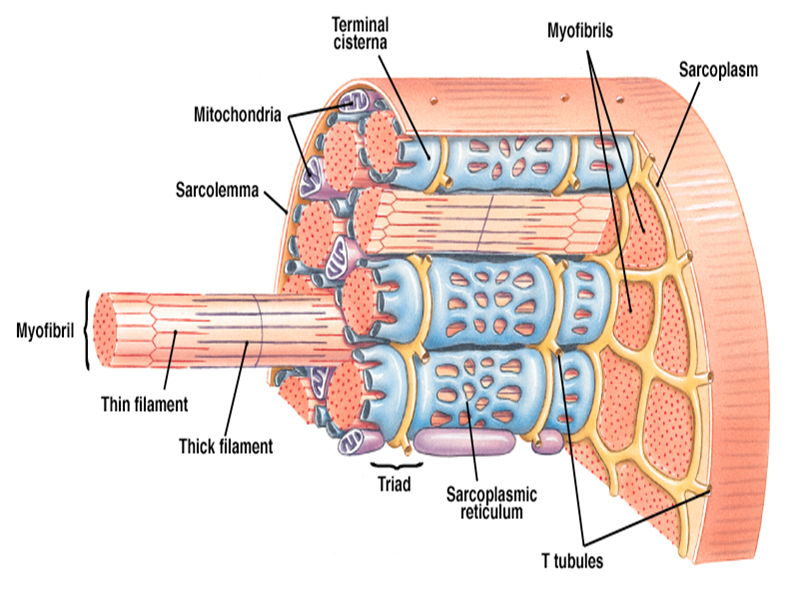 Terminal
cisterna
Myofibrils
Sarcoplasm
Mitochondria
Sarcolemma
Myofibril
Thin filament
Thick filament
Triad
Sarcoplasmic
reticulum
T tubules